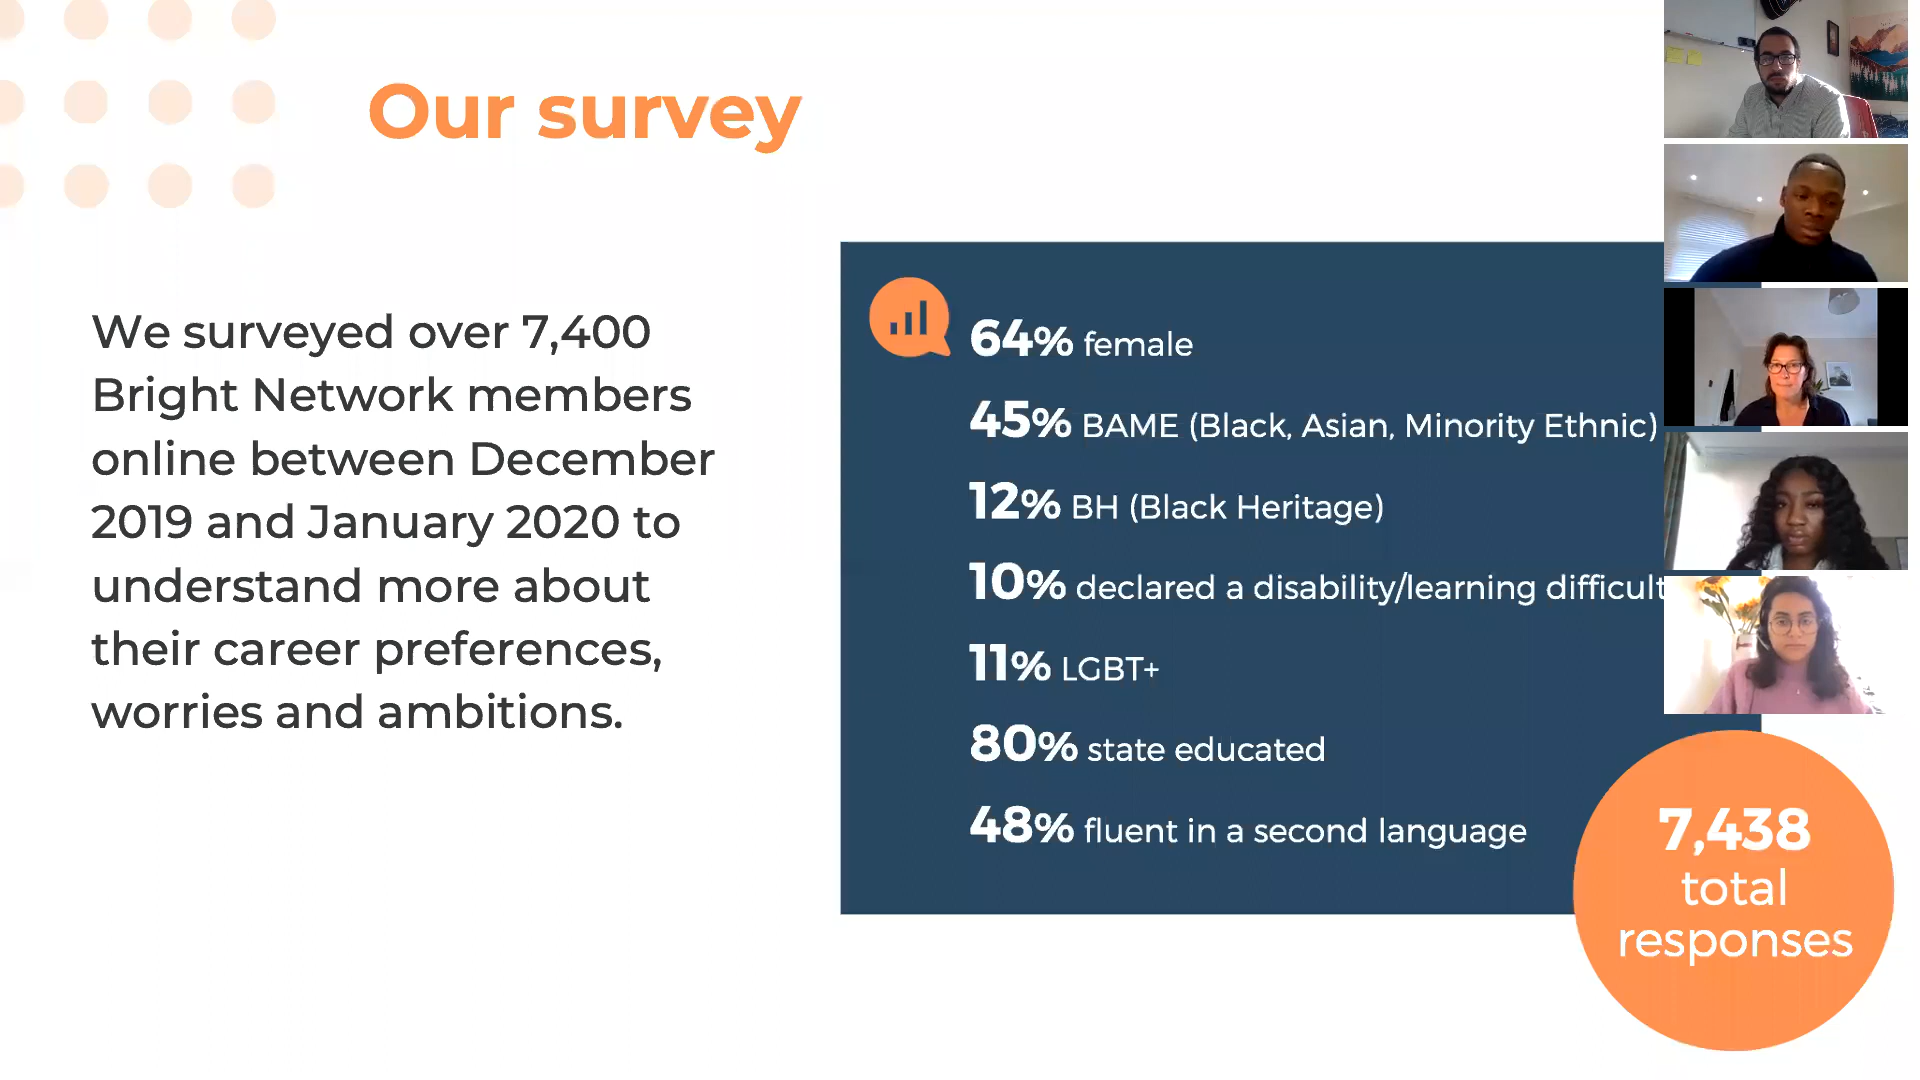 Our survey
We surveyed over 7,400
Bright Network members
online between December
2019 and January 2020 to
understand more about
their career preferences,
worries and ambitions.
64% female
45% BAME (Black, Asian, Minority Ethnic)
12% BH (Black Heritage)
10% declared a disability/learning difficult
11% LGBT+
80% state educated
48% fluent in a second language
7,438
total
responses